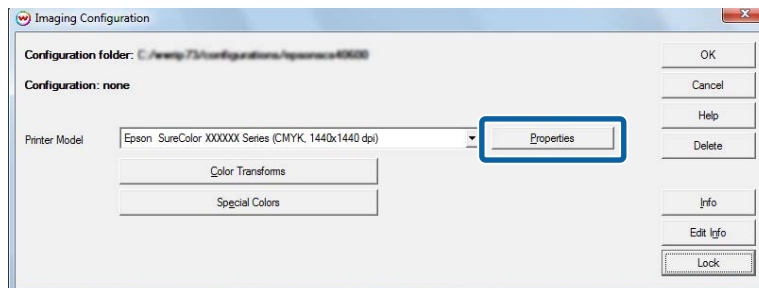 Imaging Configuration
Configuration folder:
OK
Configuration: none
Cancel
Help
Printer Model
Epson SureColor XXXXXX Series (CMYK, 1440x1440 dpi)
Properties
Delete
Color Transforms
Special Colors
Info
Edit Info
Lock